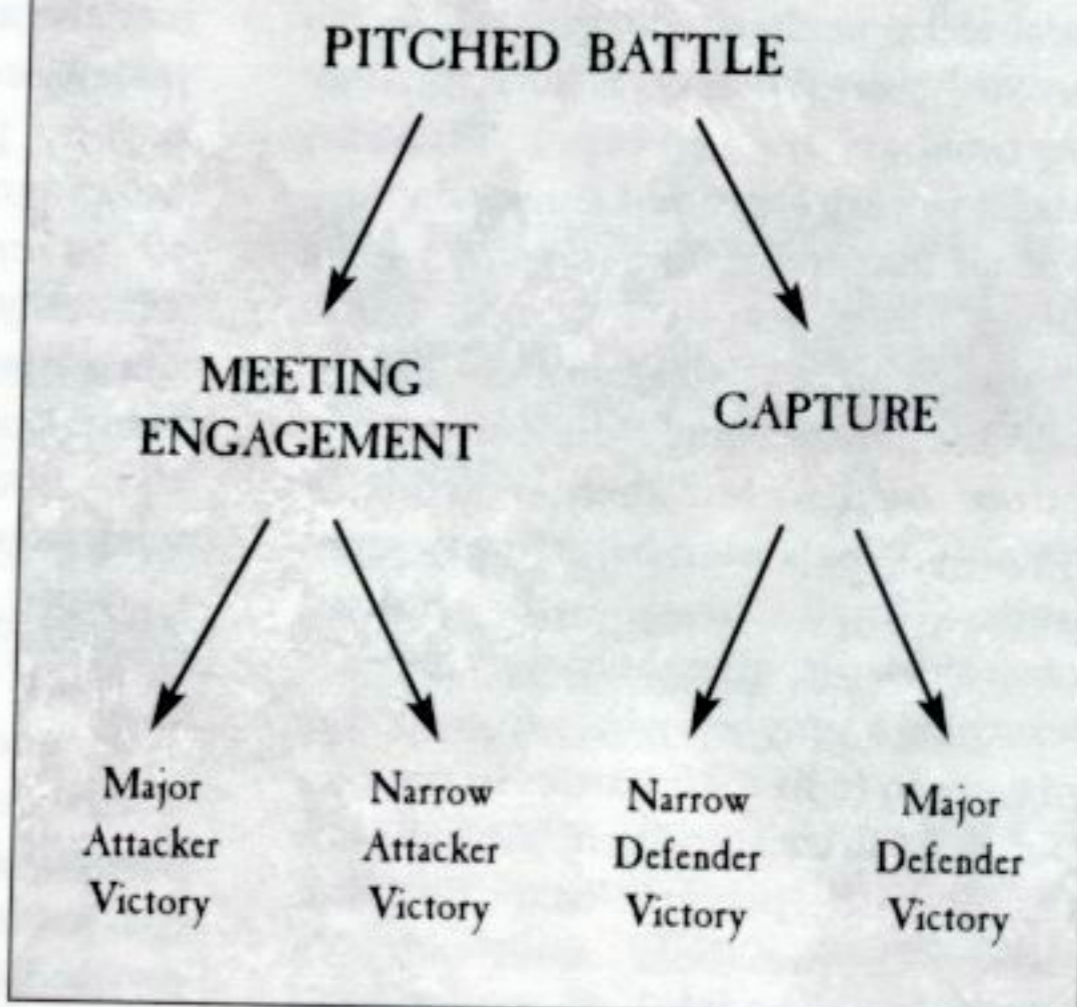 PITCHED BATTLE
MEETING
ENGAGEMENT
CAPTURE
Major
Attacker
Victory
Narrow
Attacker
Victory
Narrow
Defender
Victory
Major
Defender
Victory